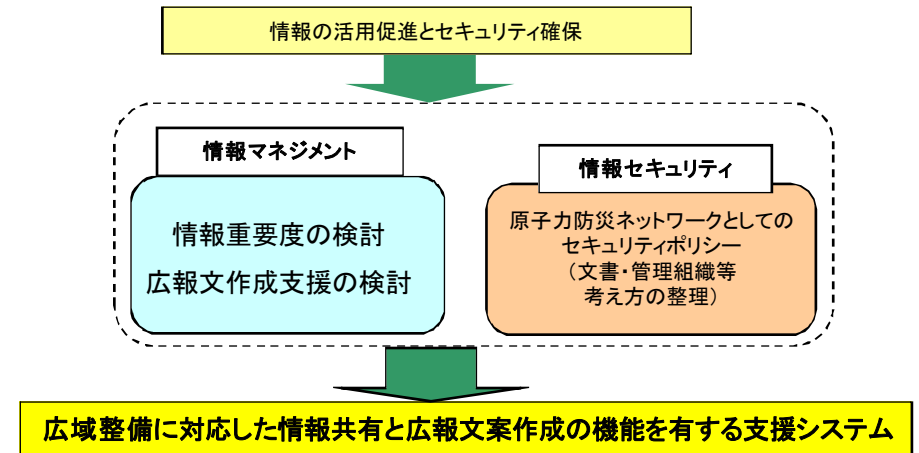 情報の活用促進とセキュリティ確保
情報マネジメント
情報重要度の検討
広報文作成支援の検討
情報セキュリティ
原子力防災ネットワークとしての
セキュリティポリシー
（文書・管理組織等
考え方の整理）
広域整備に対応した情報共有と広報文案作成の機能を有する支援システム